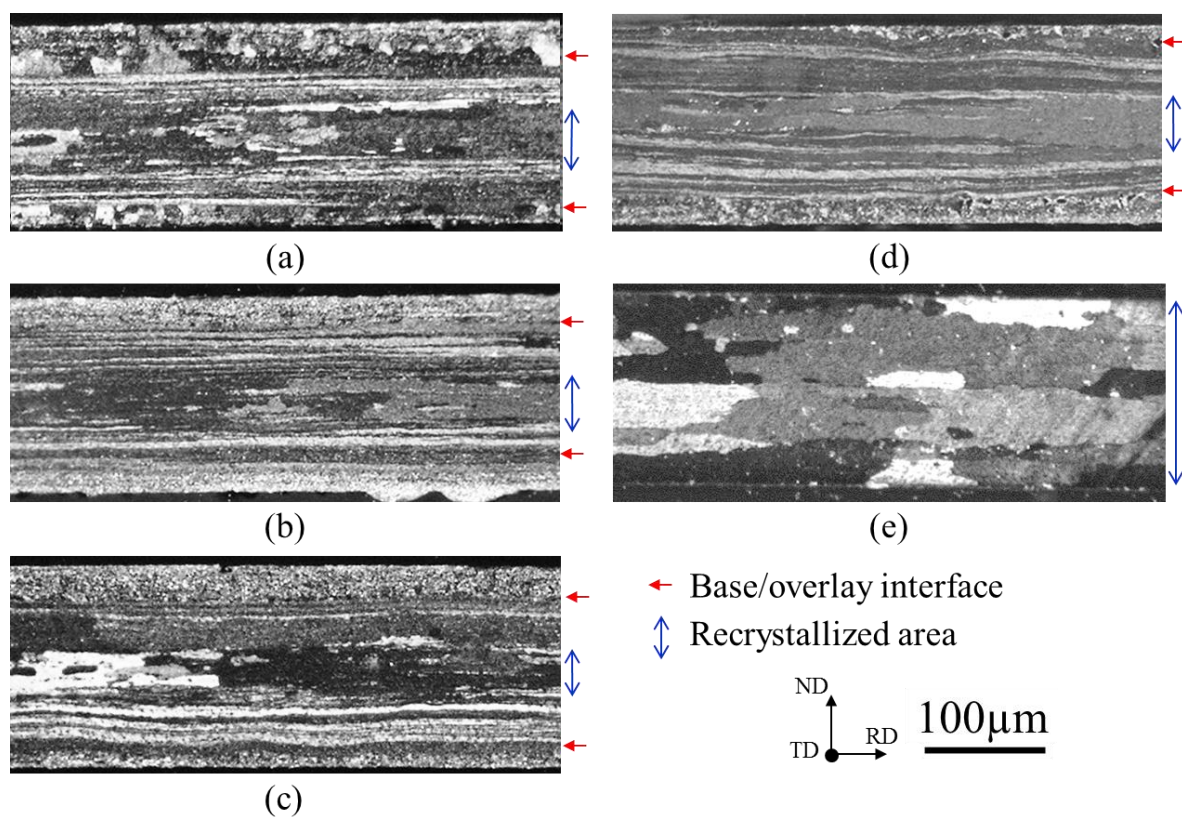 (a)
(d)
(b)
(e)
(c)
Base/overlay interface
Recrystallized area
ND
TD
RD
100μm